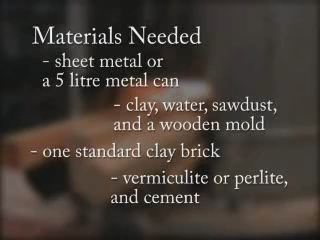 Materials Needed
- sheet metal or
a 5 litre metal can
- clay, water, sawdust,
and a wooden mold
- one standard clay brick
- vermiculite or perlite,
and cement